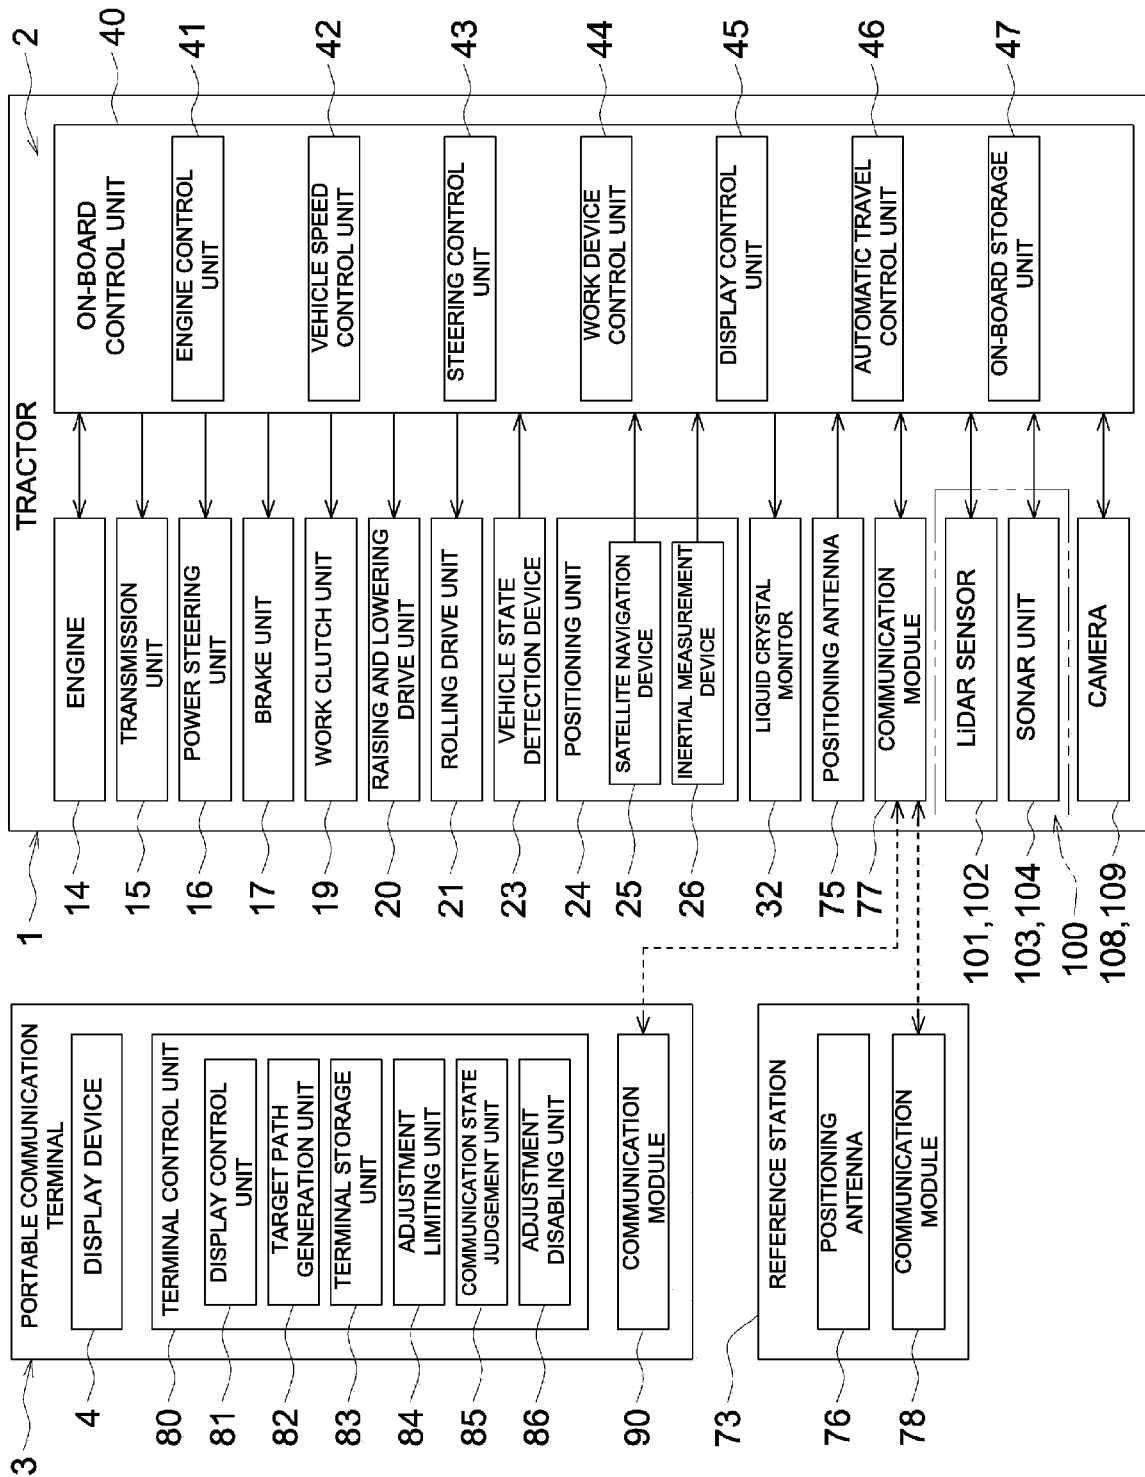 TRACTOR
1
2
ENGINE
14
TRANSMISSION
UNIT
15
POWER STEERING
UNIT
16
BRAKE UNIT
17
WORK CLUTCH UNIT
19
RAISING AND LOWERING
DRIVE UNIT
20
ROLLING DRIVE UNIT
21
VEHICLE STATE
DETECTION DEVICE
23
POSITIONING UNIT
24
SATELLITE NAVIGATION
DEVICE
25
INERTIAL MEASUREMENT
DEVICE
26
LIQUID CRYSTAL
MONITOR
32
POSITIONING ANTENNA
75
COMMUNICATION
MODULE
77
LiDAR SENSOR
101,102
SONAR UNIT
103,104
100
CAMERA
108,109
ON-BOARD
CONTROL UNIT
40
ENGINE CONTROL
UNIT
41
VEHICLE SPEED
CONTROL UNIT
42
STEERING CONTROL
UNIT
43
WORK DEVICE
CONTROL UNIT
44
DISPLAY CONTROL
UNIT
45
AUTOMATIC TRAVEL
CONTROL UNIT
46
ON-BOARD STORAGE
UNIT
47
PORTABLE COMMUNICATION
TERMINAL
3
DISPLAY DEVICE
4
TERMINAL CONTROL UNIT
80
DISPLAY CONTROL
UNIT
81
TARGET PATH
GENERATION UNIT
82
TERMINAL STORAGE
UNIT
83
ADJUSTMENT
LIMITING UNIT
84
COMMUNICATION STATE
JUDGEMENT UNIT
85
ADJUSTMENT
DISABLING UNIT
86
COMMUNICATION
MODULE
90
REFERENCE STATION
73
POSITIONING
ANTENNA
76
COMMUNICATION
MODULE
78